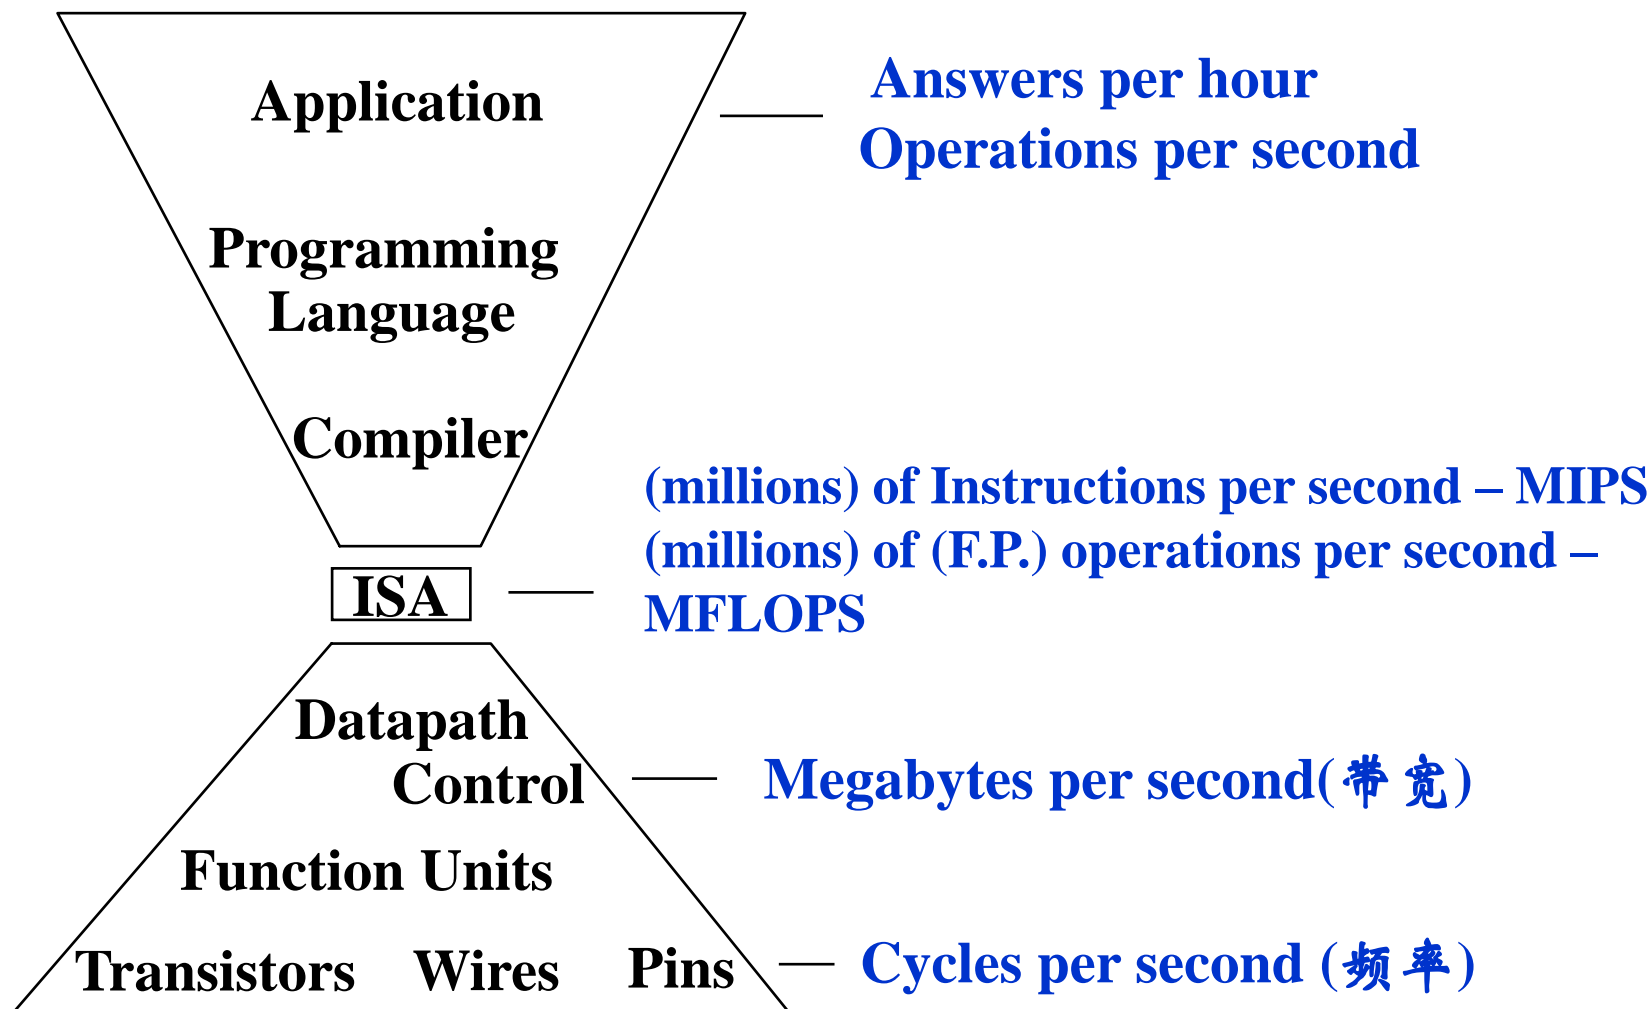 Application
Answers per hour
Operations per second
Programming
Language
Compiler
(millions) of Instructions per second – MIPS
(millions) of (F.P.) operations per second –
MFLOPS
ISA
Datapath
Control
Megabytes per second(带宽)
Function Units
Transistors Wires Pins
Cycles per second (频率)